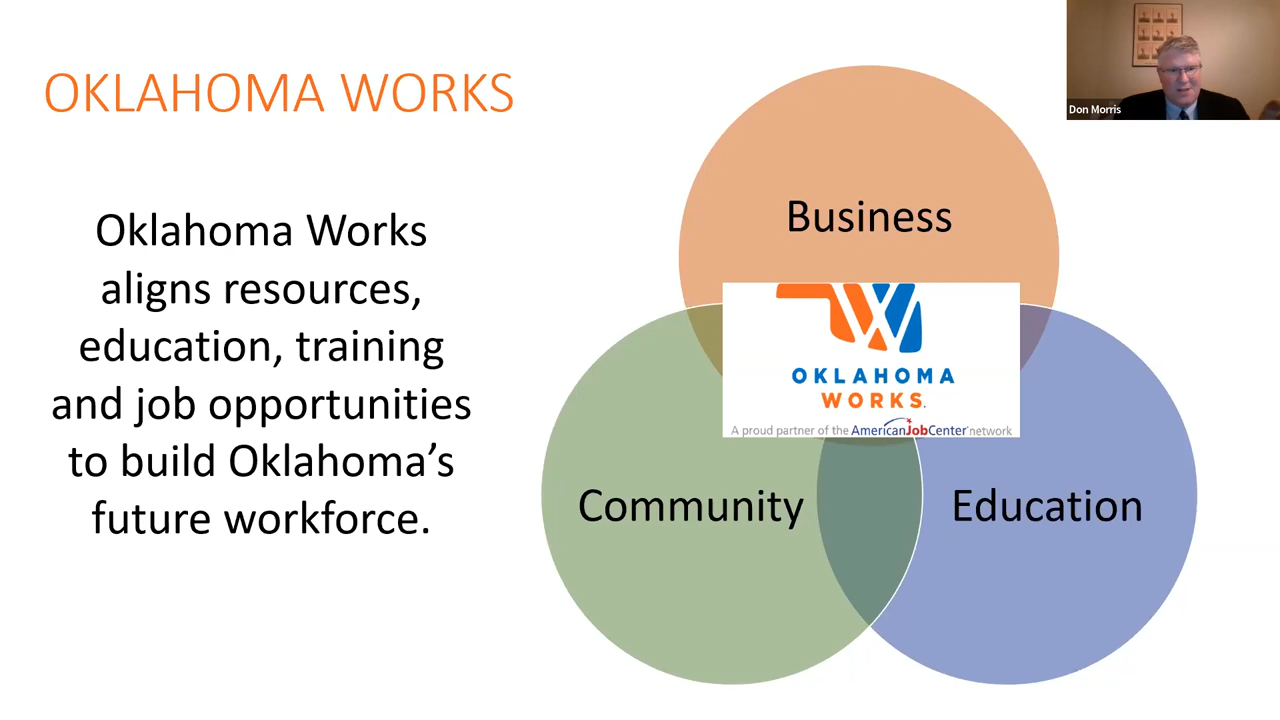 OKLAHOMA WORKS
Don Morris
Oklahoma Works
aligns resources,
education, training
and job opportunities
to build Oklahoma’s
future workforce.
Business
OKLAHOMA
WORKS.
A proud partner of the AmericanJobCenter network
Community
Education